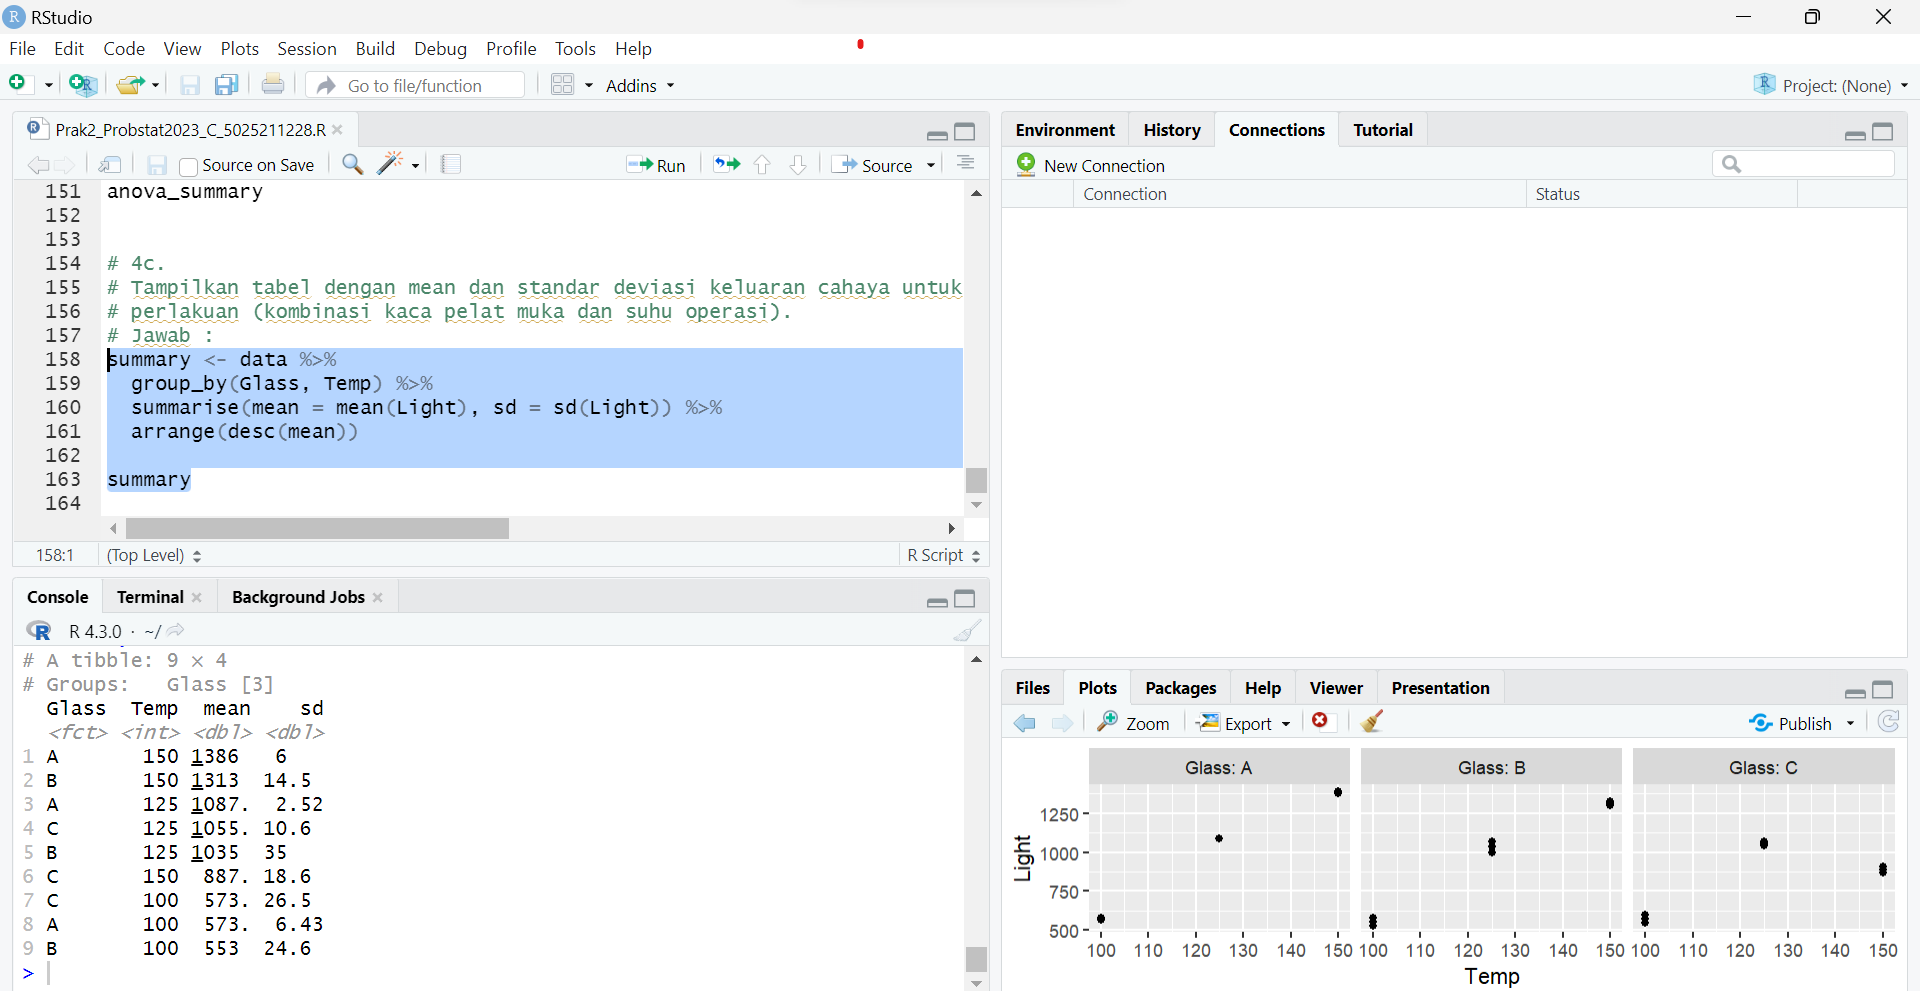 RStudio
File Edit Code View Plots Session Build Debug Profile Tools Help
Go to file/function Addins Project: (None)
Prak2_Probstat2023_C_5025211228.R
Source on Save Run Source
151 anova_summary
152
153
154 # 4c.
155 # Tampilkan tabel dengan mean dan standar deviasi keluaran cahaya untuk
156 # perlakuan (kombinasi kaca pelat muka dan suhu operasi).
157 # Jawab :
158 summary <- data %>%
159 group_by(Glass, Temp) %>%
160 summarise(mean = mean(Light), sd = sd(Light)) %>%
161 arrange(desc(mean))
162
163 summary
164
158:1 (Top Level) R Script
Console Terminal Background Jobs
R 4.3.0 · ~/
# A tibble: 9 × 4
# Groups: Glass [3]
Glass Temp mean sd
<fct> <int> <dbl> <dbl>
1 A 150 1386 6
2 B 150 1313 14.5
3 A 125 1087. 2.52
4 C 125 1055. 10.6
5 B 125 1035 35
6 C 150 887. 18.6
7 C 100 573. 26.5
8 A 100 573. 6.43
9 B 100 553 24.6
>
Environment History Connections Tutorial
New Connection
Connection Status
Files Plots Packages Help Viewer Presentation
Zoom Export Publish
Glass: A Glass: B Glass: C
1250
1000
750
500
Light
100 110 120 130 140 150 100 110 120 130 140 150 100 110 120 130 140 150
Temp